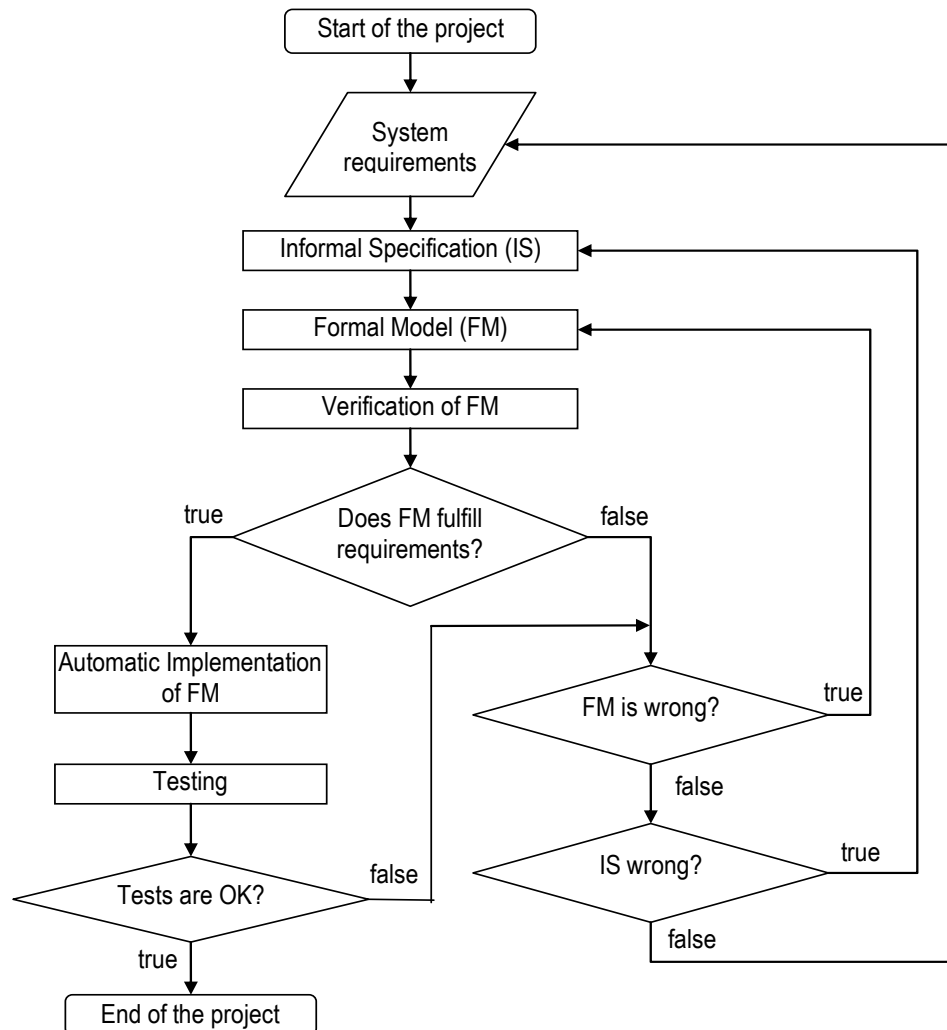 Start of the project
System
requirements
Informal Specification (IS)
Formal Model (FM)
Verification of FM
true
Does FM fulfill
requirements?
false
Automatic Implementation
of FM
FM is wrong?
true
false
Testing
IS wrong?
true
false
Tests are OK?
false
true
End of the project